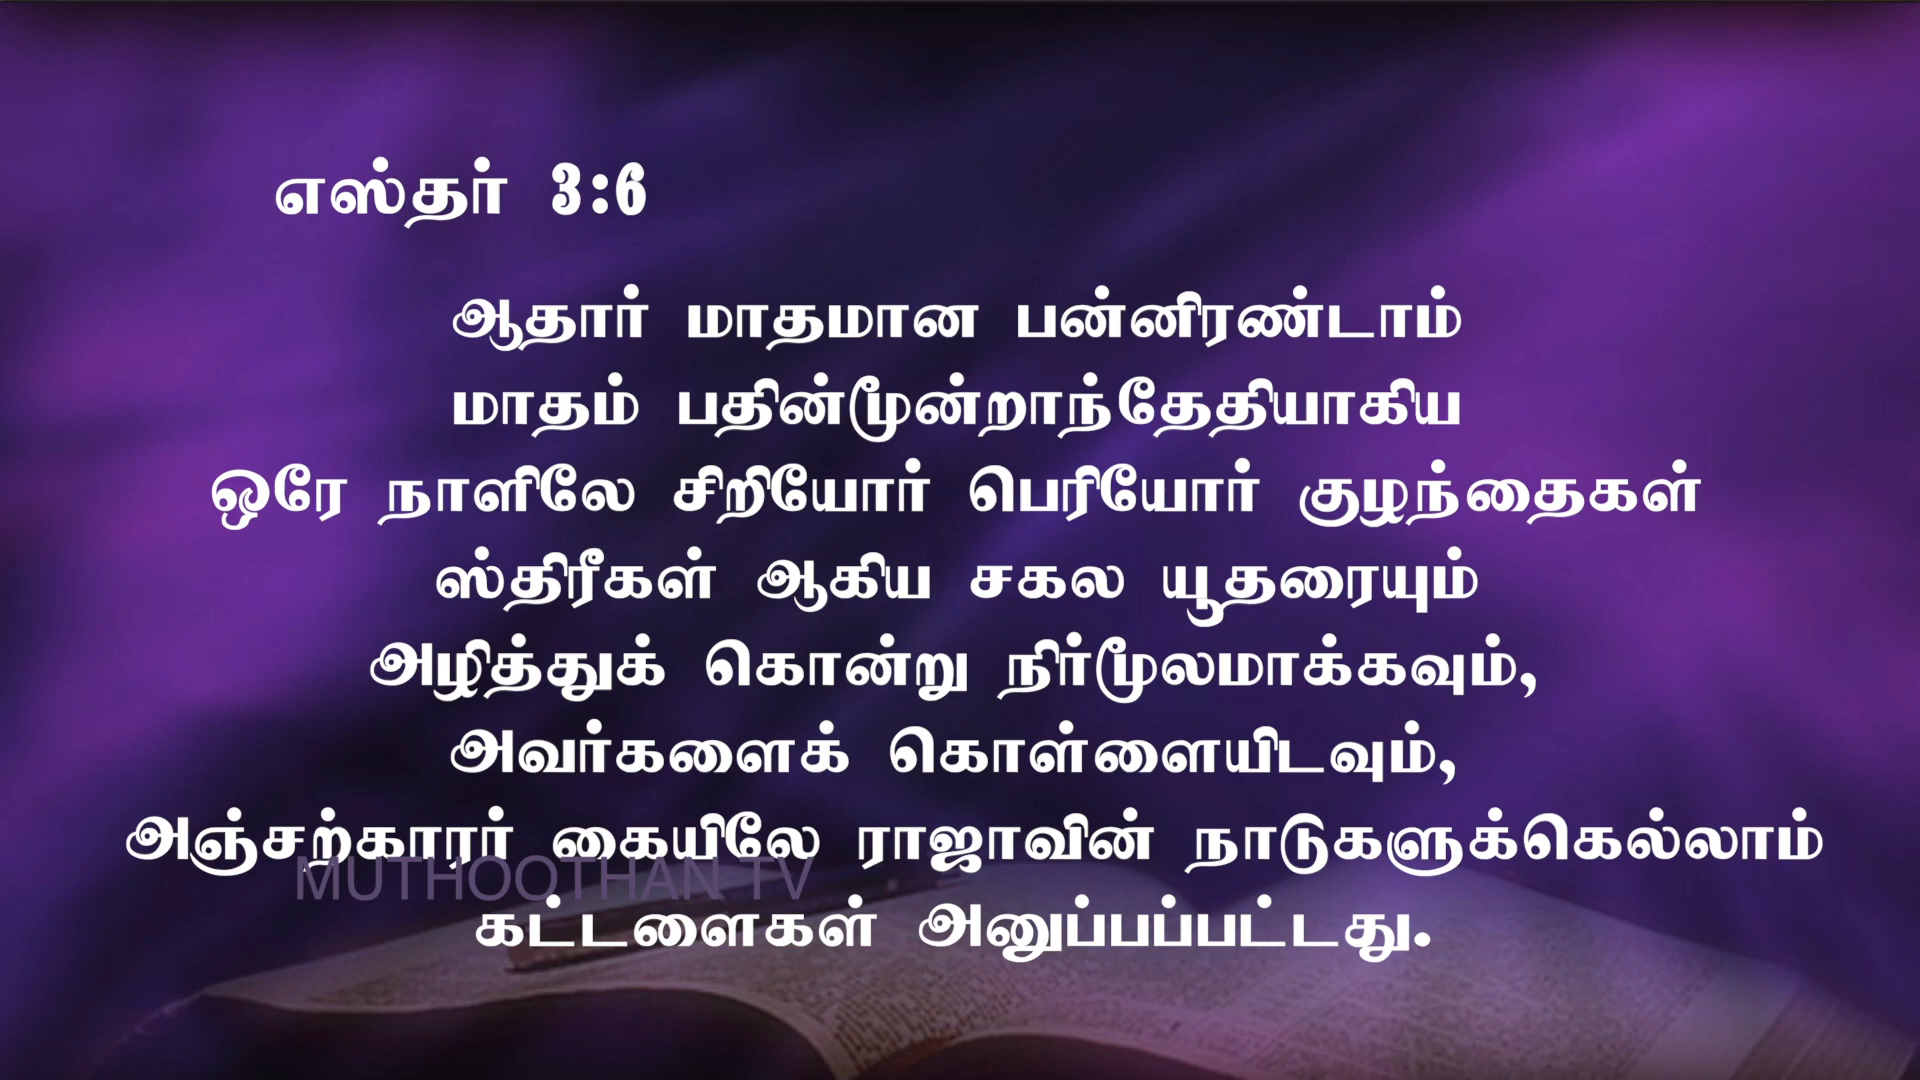 எஸ்தர் 3:6
ஆதார் மாதமான பன்னிரண்டாம்
மாதம் பதின்மூன்றாந்தேதியாகிய
ஒரே நாளிலே சிறியோர் பெரியோர் குழந்தைகள்
ஸ்திரீகள் ஆகிய சகல யூதரையும்
அழித்துக் கொன்று நிர்மூலமாக்கவும்,
அவர்களைக் கொள்ளையிடவும்,
அஞ்சற்காரர் கையிலே ராஜாவின் நாடுகளுக்கெல்லாம்
MUTHOOTHAN TV
கட்டளைகள் அனுப்பப்பட்டது.